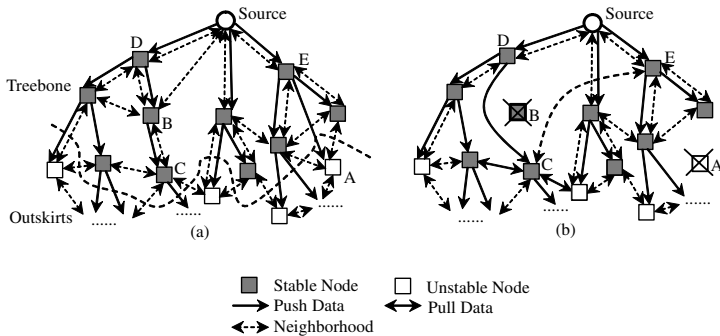 Source
D
E
Treebone
B
C
A
Outskirts
......
......
......
(a)
Source
D
E
B
A
C
......
......
......
(b)
Stable Node
Unstable Node
Push Data
Pull Data
Neighborhood